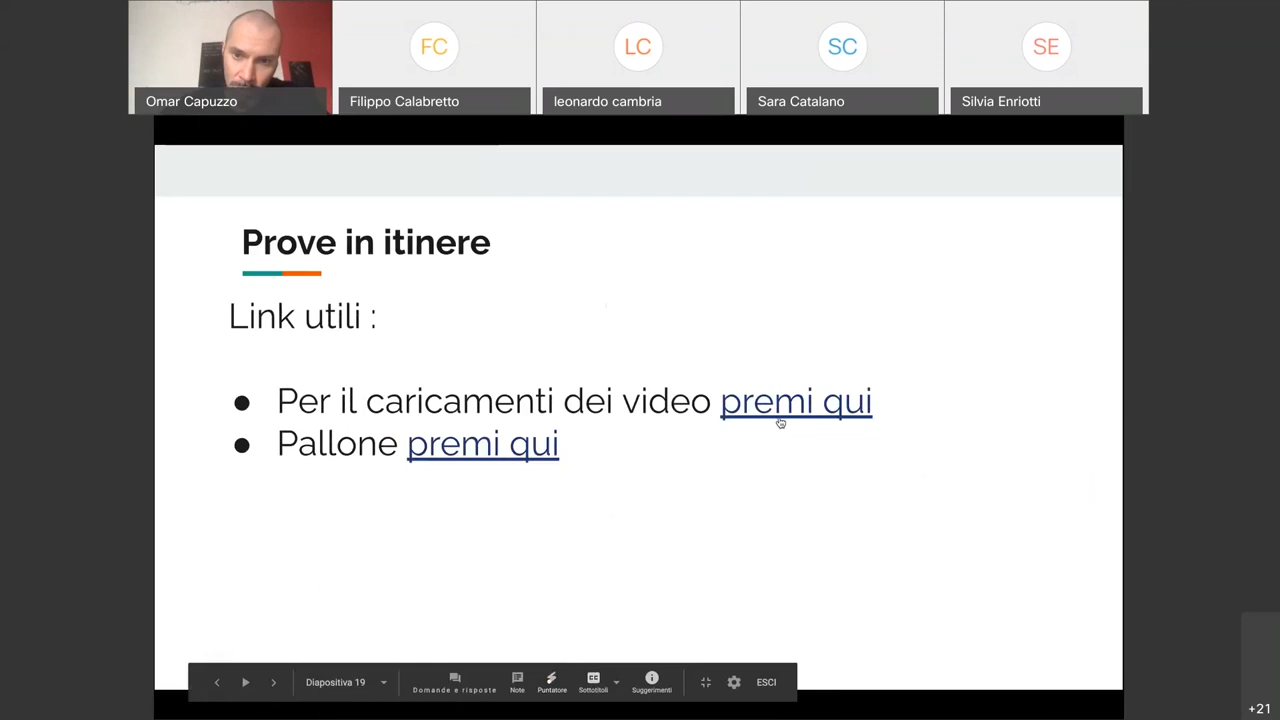 FC
LC
SC
SE
Omar Capuzzo
Filippo Calabretto
leonardo cambria
Sara Catalano
Silvia Enriotti
Prove in itinere
Link utili :
● Per il caricamenti dei video premi qui
● Pallone premi qui
Diapositiva 19
Domande e risposte
Note
Puntatore
Sottotitoli
Suggerimenti
ESCI
+21